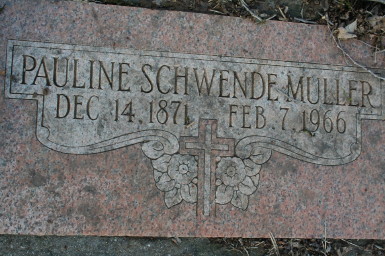 PAULINE SCHWENDE MULLER
DEC. 14. 1871 FEB. 7. 1966